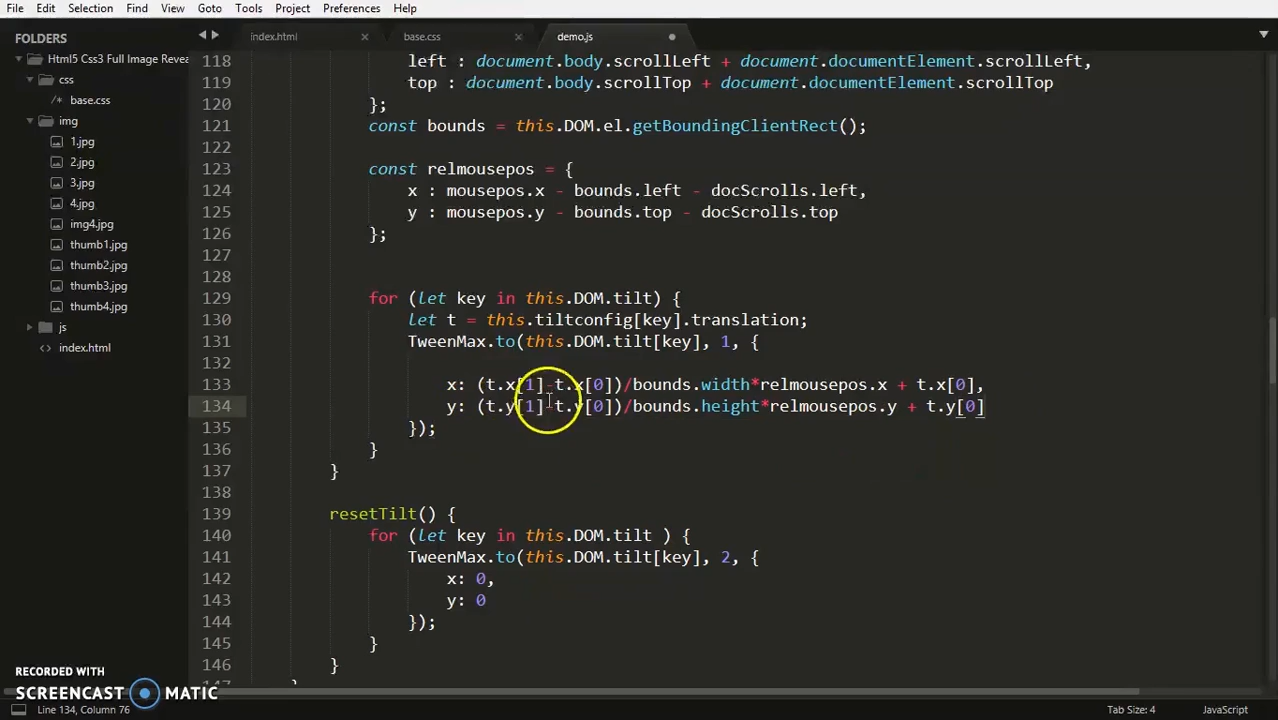 File Edit Selection Find View Goto Tools Project Preferences Help
FOLDERS
Html5 Css3 Full Image Revea
css
base.css
img
1.jpg
2.jpg
3.jpg
4.jpg
img4.jpg
thumb1.jpg
thumb2.jpg
thumb3.jpg
thumb4.jpg
js
index.html
index.html × base.css × demo.js
118 left : document.body.scrollLeft + document.documentElement.scrollLeft,
119 top : document.body.scrollTop + document.documentElement.scrollTop
120 };
121 const bounds = this.DOM.el.getBoundingClientRect();
122
123 const relmousepos = {
124 x : mousepos.x - bounds.left - docScrolls.left,
125 y : mousepos.y - bounds.top - docScrolls.top
126 };
127
128
129 for (let key in this.DOM.tilt) {
130 let t = this.tiltconfig[key].translation;
131 TweenMax.to(this.DOM.tilt[key], 1, {
132
133 x: (t.x[1]-t.x[0])/bounds.width*relmousepos.x + t.x[0],
134 y: (t.y[1]-t.y[0])/bounds.height*relmousepos.y + t.y[0]
135 });
136 }
137 }
138
139 resetTilt() {
140 for (let key in this.DOM.tilt ) {
141 TweenMax.to(this.DOM.tilt[key], 2, {
142 x: 0,
143 y: 0
144 });
145 }
146 }
RECORDED WITH
SCREENCAST MATIC
Line 134, Column 76 Tab Size: 4 JavaScript